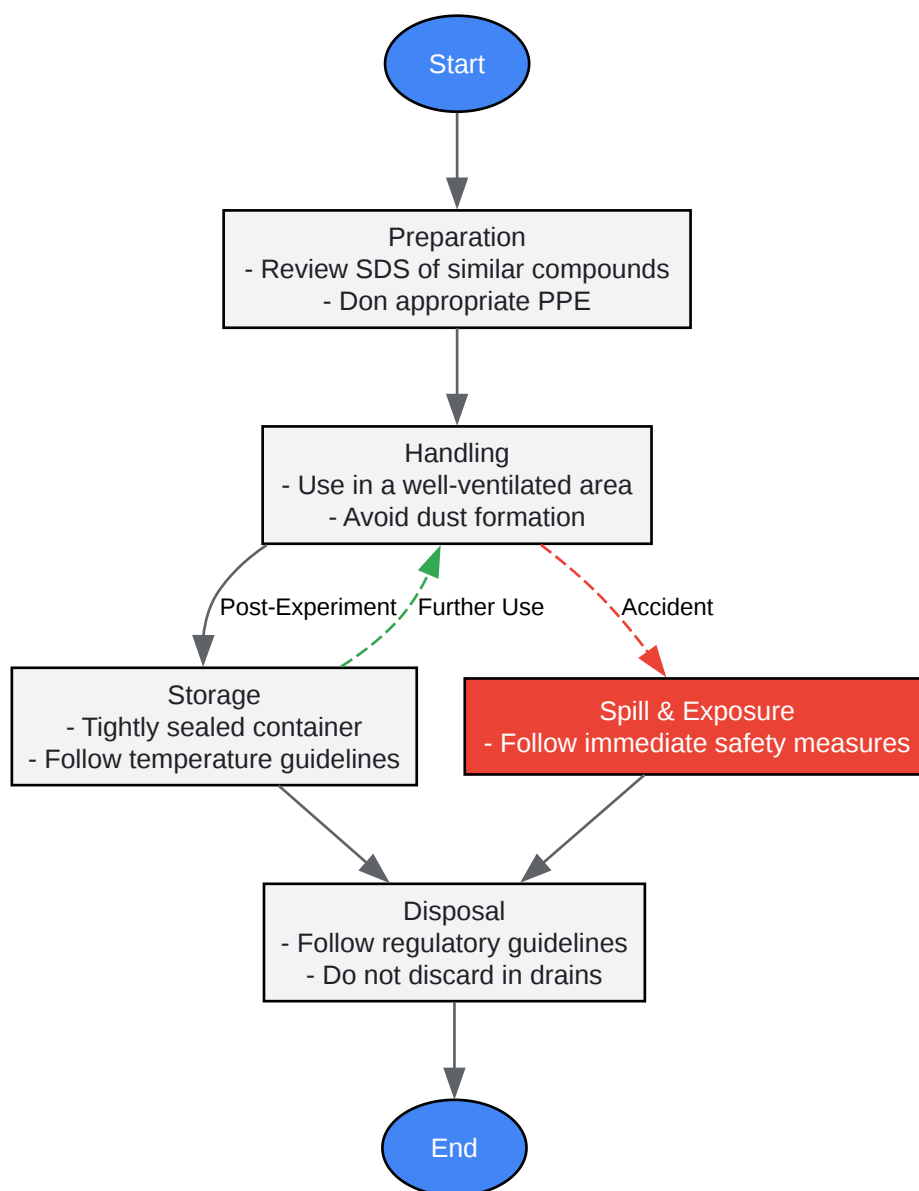 Start
Preparation
- Review SDS of similar compounds
- Don appropriate PPE
Handling
- Use in a well-ventilated area
- Avoid dust formation
Post-Experiment
Further Use
Accident
Storage
- Tightly sealed container
- Follow temperature guidelines
Spill & Exposure
- Follow immediate safety measures
Disposal
- Follow regulatory guidelines
- Do not discard in drains
End